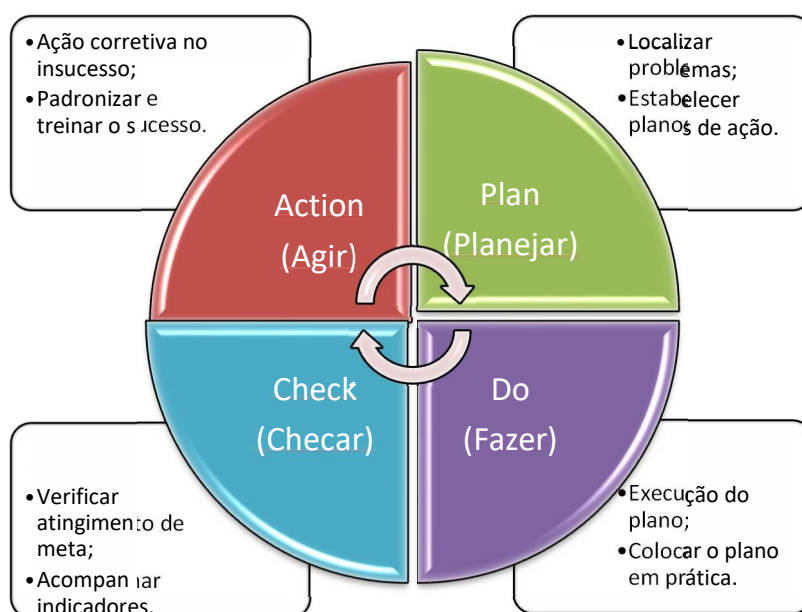 • Ação corretiva no
insucesso;
• Padronizar e
treinar o sucesso.
• Localizar
problemas;
• Estabelecer
planos de ação.
Action
(Agir)
Plan
(Planejar)
Check
(Checar)
Do
(Fazer)
• Verificar
atingimento de
meta;
• Acompanhar
indicadores.
• Execução do
plano;
• Colocar o plano
em prática.